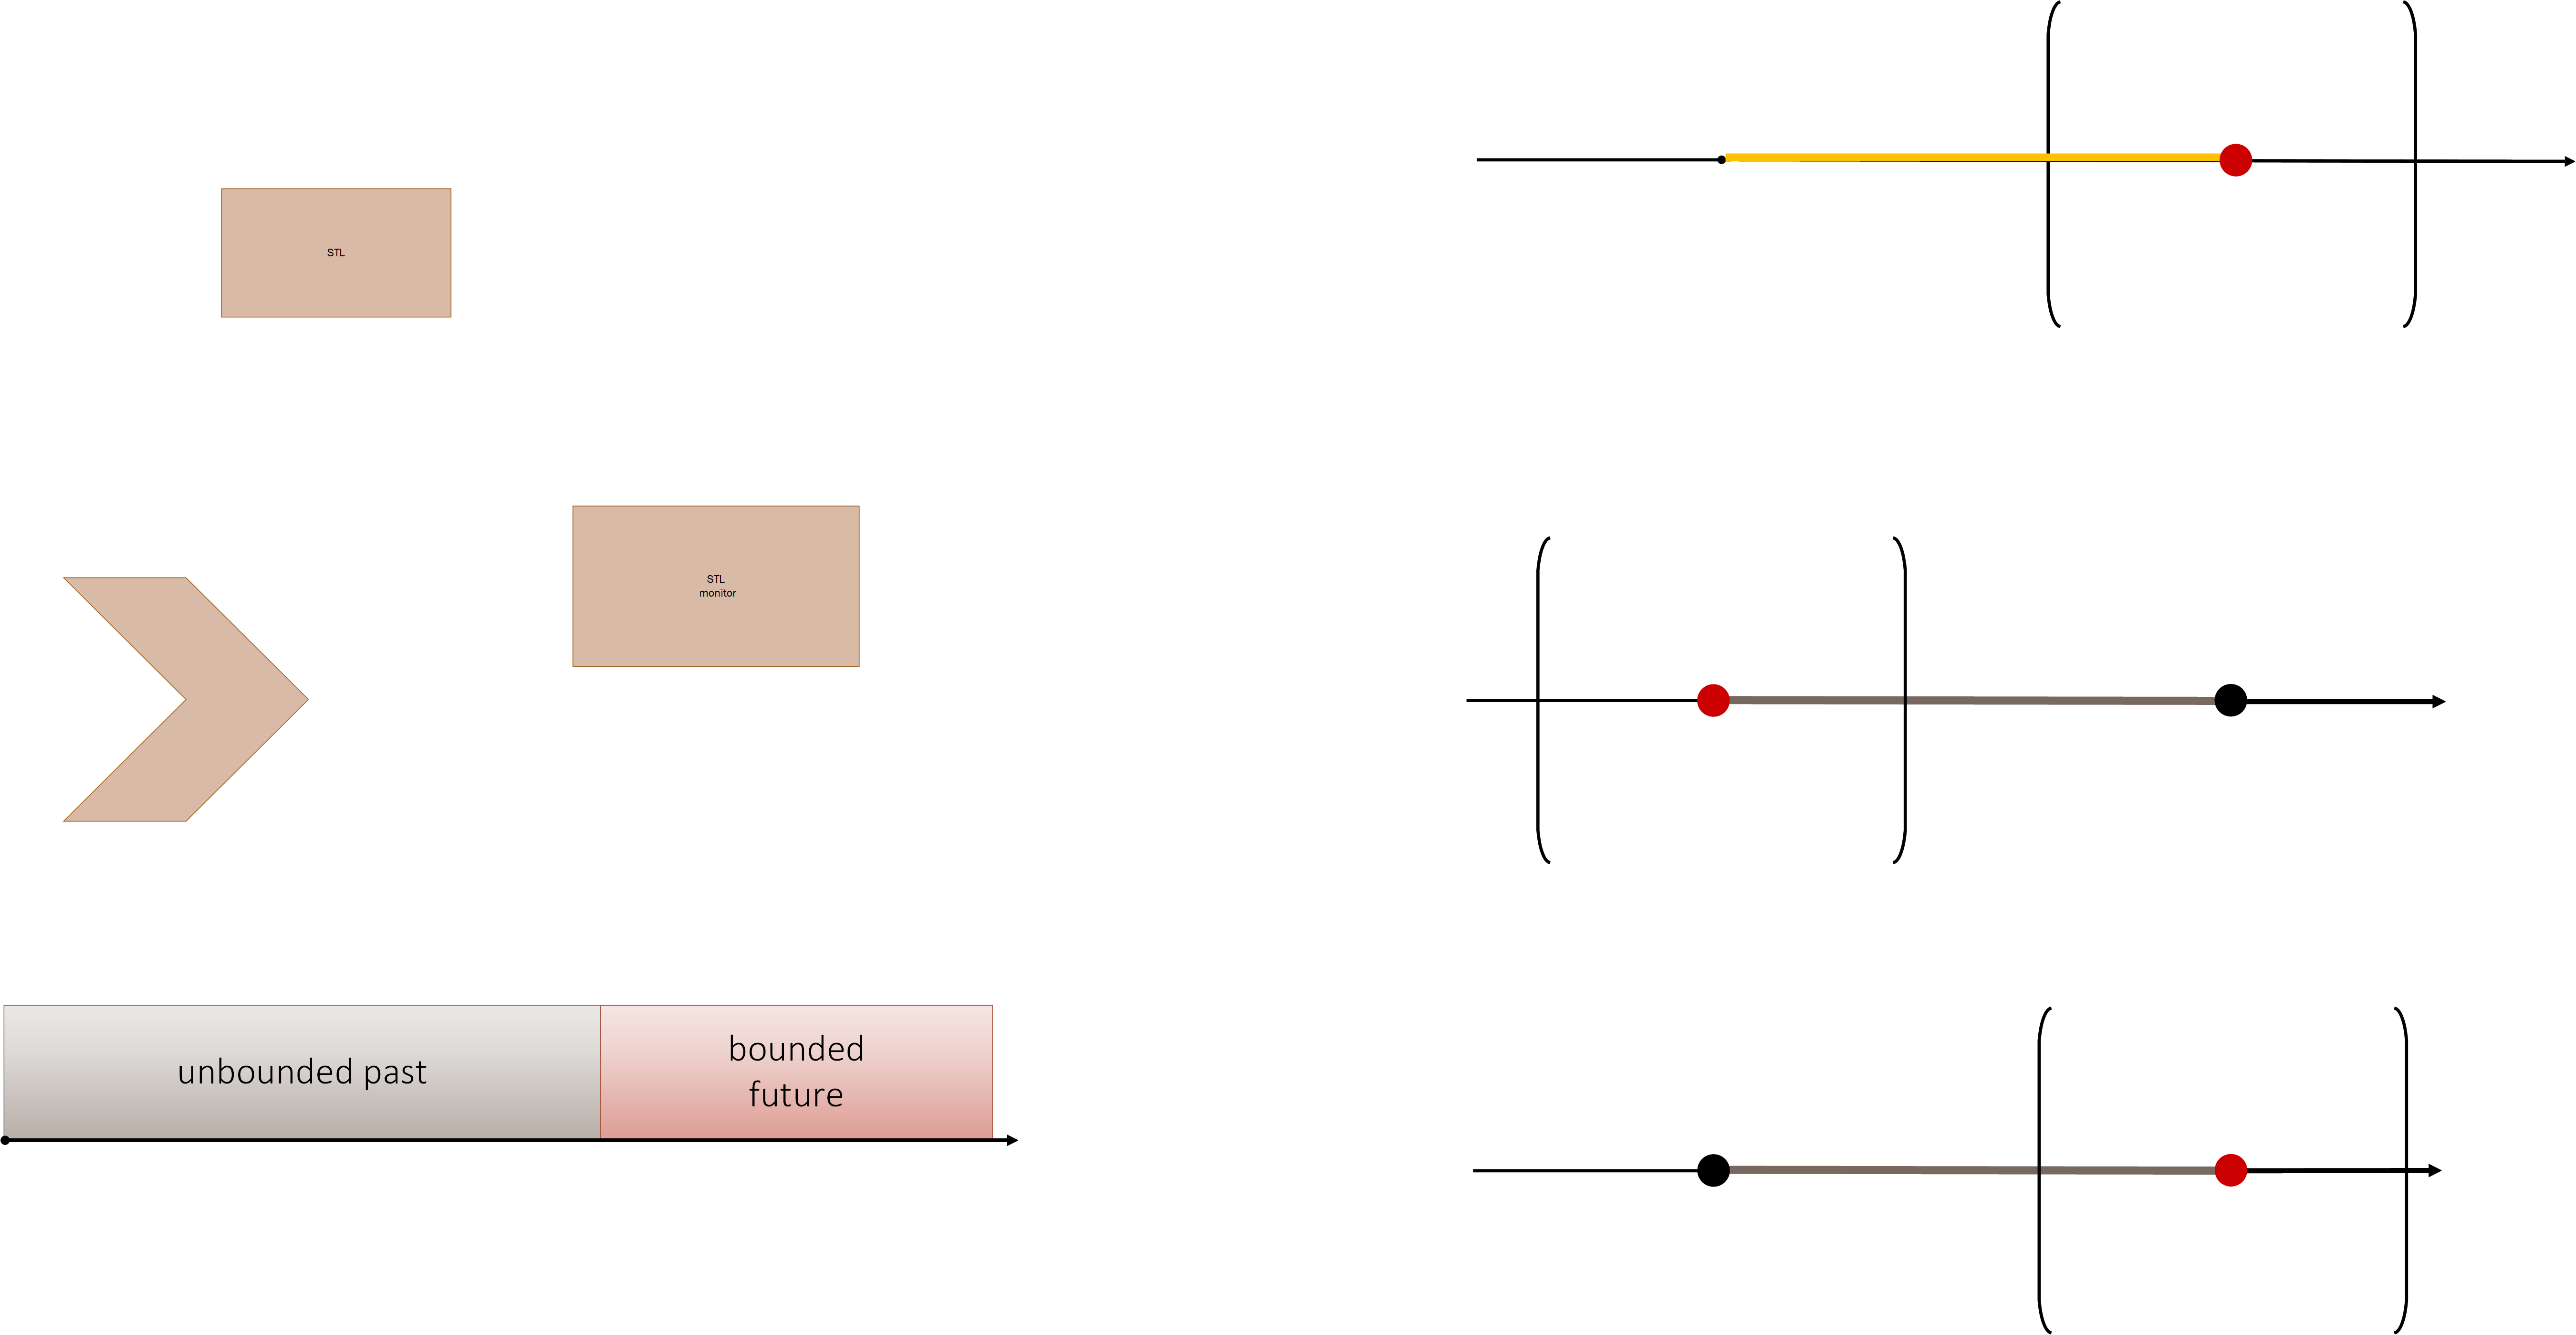 STL
STL
monitor
unbounded past
bounded
future